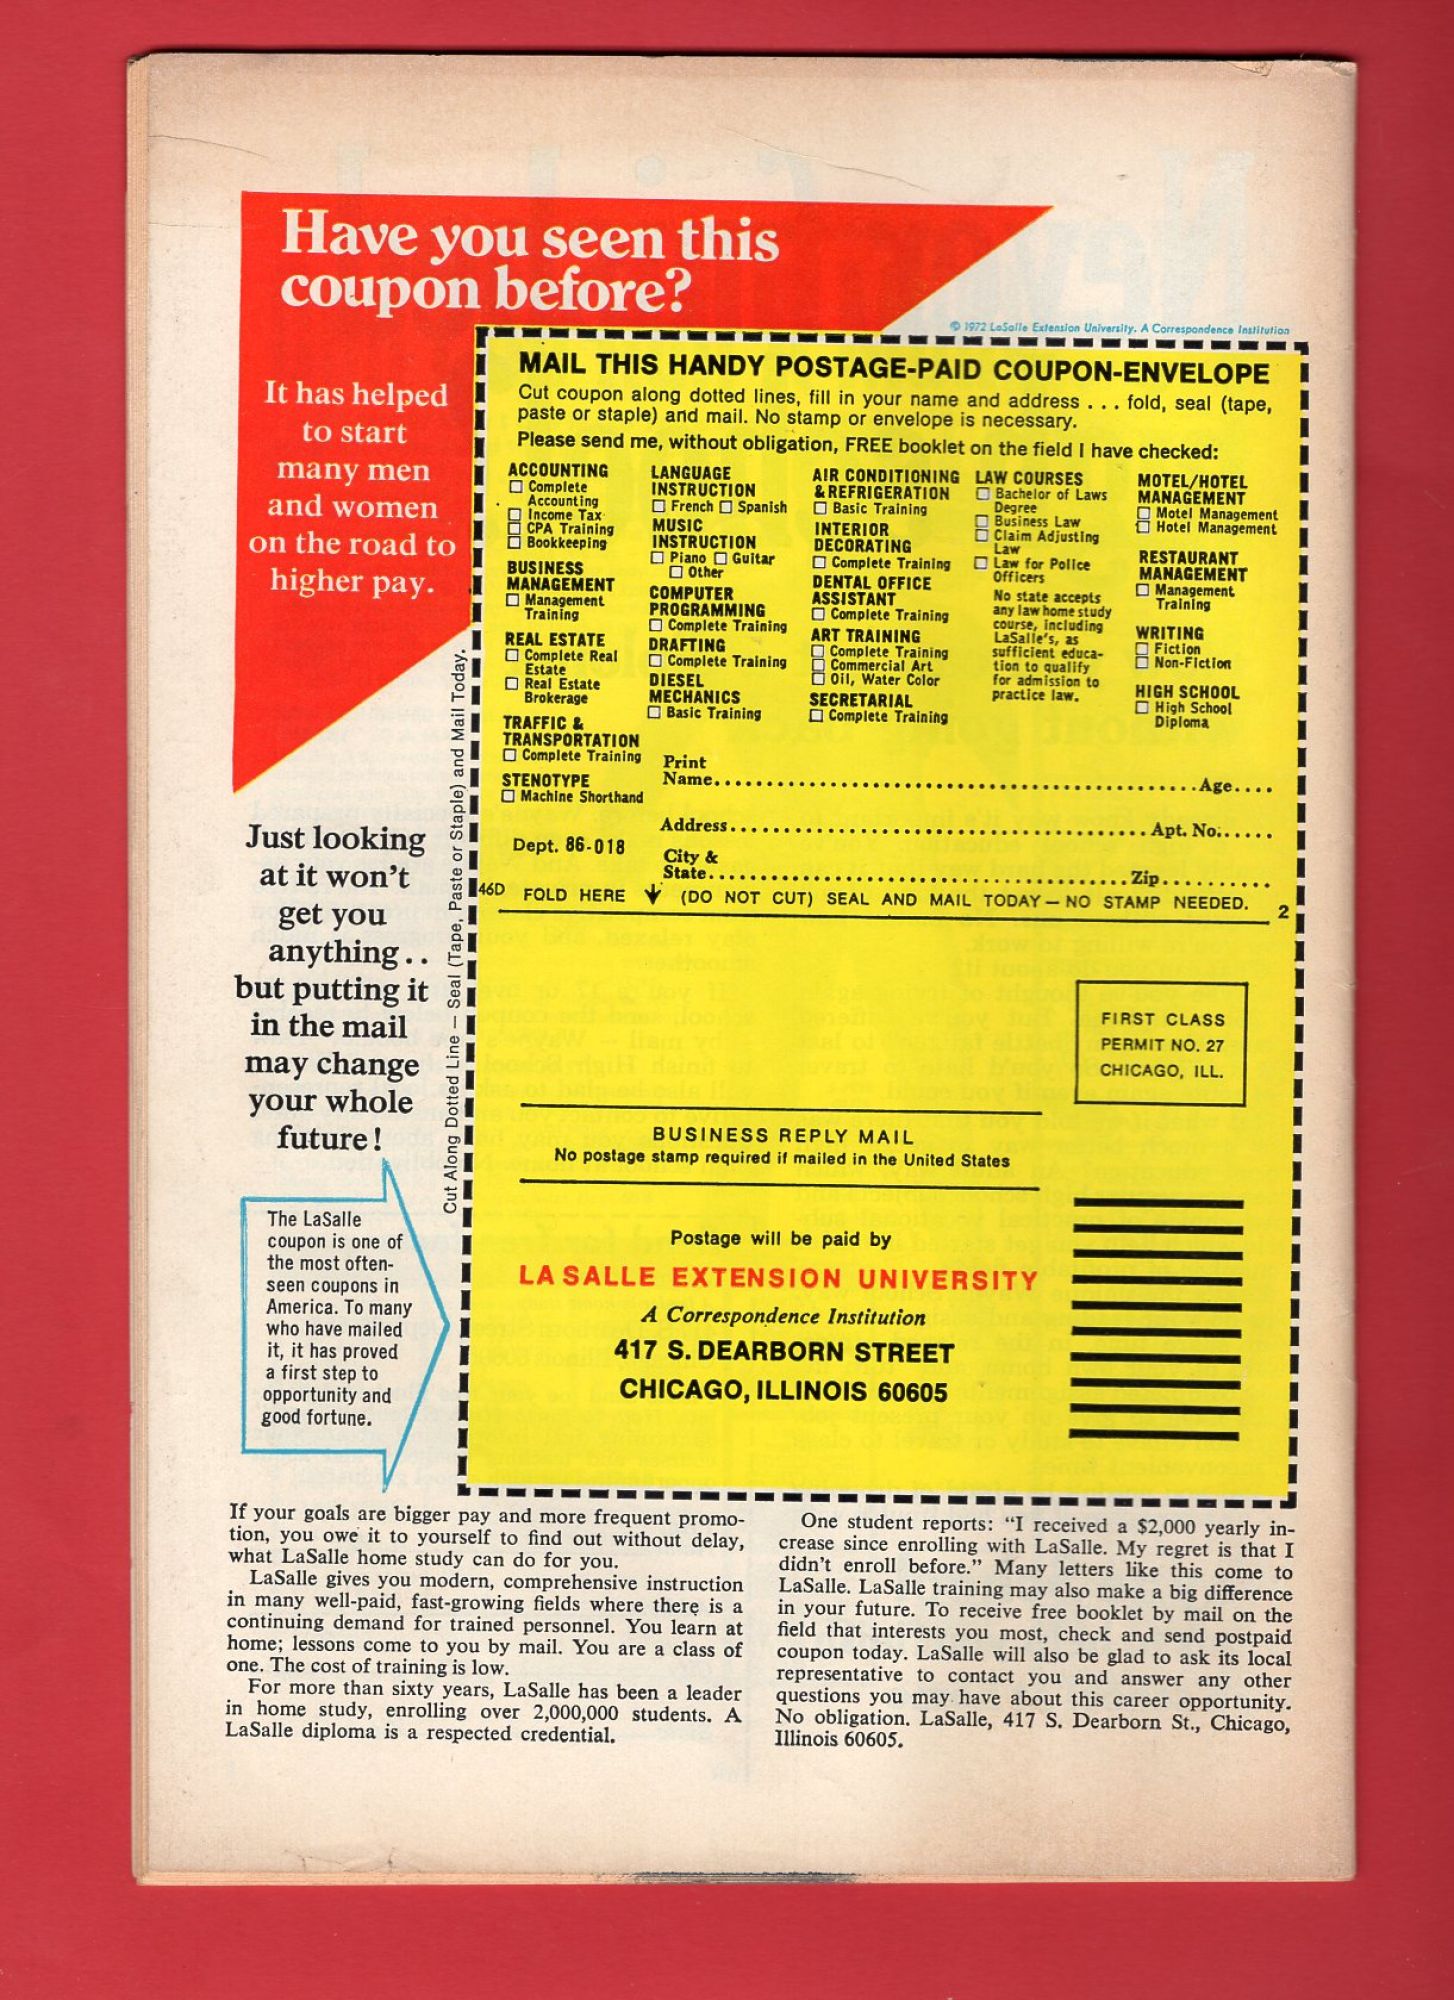 Have you seen this
coupon before?
It has helped
to start
many men
and women
on the road to
higher pay.
© 1972 LaSalle Extension University. A Correspondence Institution
MAIL THIS HANDY POSTAGE-PAID COUPON-ENVELOPE
Cut coupon along dotted lines, fill in your name and address . . . fold, seal (tape,
paste or staple) and mail. No stamp or envelope is necessary.
Please send me, without obligation, FREE booklet on the field I have checked:
ACCOUNTING
Complete
Accounting
Income Tax
CPA Training
Bookkeeping
BUSINESS
MANAGEMENT
Management
Training
REAL ESTATE
Complete Real
Estate
Real Estate
Brokerage
TRAFFIC &
TRANSPORTATION
Complete Training
STENOTYPE
Machine Shorthand
LANGUAGE
INSTRUCTION
French Spanish
MUSIC
INSTRUCTION
Piano Guitar
Other
COMPUTER
PROGRAMMING
Complete Training
DRAFTING
Complete Training
DIESEL
MECHANICS
Basic Training
AIR CONDITIONING
& REFRIGERATION
Basic Training
INTERIOR
DECORATING
Complete Training
DENTAL OFFICE
ASSISTANT
Complete Training
ART TRAINING
Complete Training
Commercial Art
Oil, Water Color
SECRETARIAL
Complete Training
LAW COURSES
Bachelor of Laws
Degree
Business Law
Claim Adjusting
Law
Law for Police
Officers
No state accepts
any law home study
course, including
LaSalle's, as
sufficient educa-
tion to qualify
for admission to
practice law.
MOTEL/HOTEL
MANAGEMENT
Motel Management
Hotel Management
RESTAURANT
MANAGEMENT
Management
Training
WRITING
Fiction
Non-Fiction
HIGH SCHOOL
High School
Diploma
Print
Name.....Age....
Address.....Apt. No......
Dept. 86-018
City &
State.....Zip..........
46D FOLD HERE ↓ (DO NOT CUT) SEAL AND MAIL TODAY — NO STAMP NEEDED. 2
Cut Along Dotted Line — Seal (Tape, Paste or Staple) and Mail Today.
Just looking
at it won't
get you
anything . .
but putting it
in the mail
may change
your whole
future!
FIRST CLASS
PERMIT NO. 27
CHICAGO, ILL.
BUSINESS REPLY MAIL
No postage stamp required if mailed in the United States
Postage will be paid by
LA SALLE EXTENSION UNIVERSITY
A Correspondence Institution
417 S. DEARBORN STREET
CHICAGO, ILLINOIS 60605
The LaSalle
coupon is one of
the most often-
seen coupons in
America. To many
who have mailed
it, it has proved
a first step to
opportunity and
good fortune.
If your goals are bigger pay and more frequent promo-
tion, you owe it to yourself to find out without delay,
what LaSalle home study can do for you.
LaSalle gives you modern, comprehensive instruction
in many well-paid, fast-growing fields where there is a
continuing demand for trained personnel. You learn at
home; lessons come to you by mail. You are a class of
one. The cost of training is low.
For more than sixty years, LaSalle has been a leader
in home study, enrolling over 2,000,000 students. A
LaSalle diploma is a respected credential.
One student reports: "I received a $2,000 yearly in-
crease since enrolling with LaSalle. My regret is that I
didn't enroll before." Many letters like this come to
LaSalle. LaSalle training may also make a big difference
in your future. To receive free booklet by mail on the
field that interests you most, check and send postpaid
coupon today. LaSalle will also be glad to ask its local
representative to contact you and answer any other
questions you may have about this career opportunity.
No obligation. LaSalle, 417 S. Dearborn St., Chicago,
Illinois 60605.